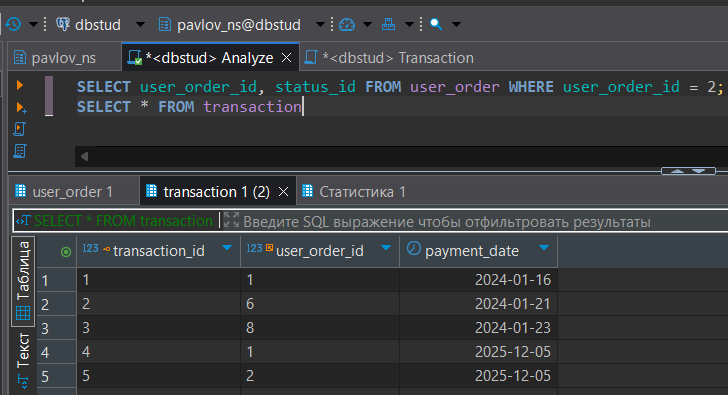 dbstud pavlov_ns@dbstud
pavlov_ns *<dbstud> Analyze *<dbstud> Transaction
SELECT user_order_id, status_id FROM user_order WHERE user_order_id = 2;
SELECT * FROM transaction
user_order 1 transaction 1 (2) Статистика 1
SELECT * FROM transaction Введите SQL выражение чтобы отфильтровать результаты
Таблица
Текст
123 transaction_id 123 user_order_id payment_date
1 1 1 2024-01-16
2 2 6 2024-01-21
3 3 8 2024-01-23
4 4 1 2025-12-05
5 5 2 2025-12-05